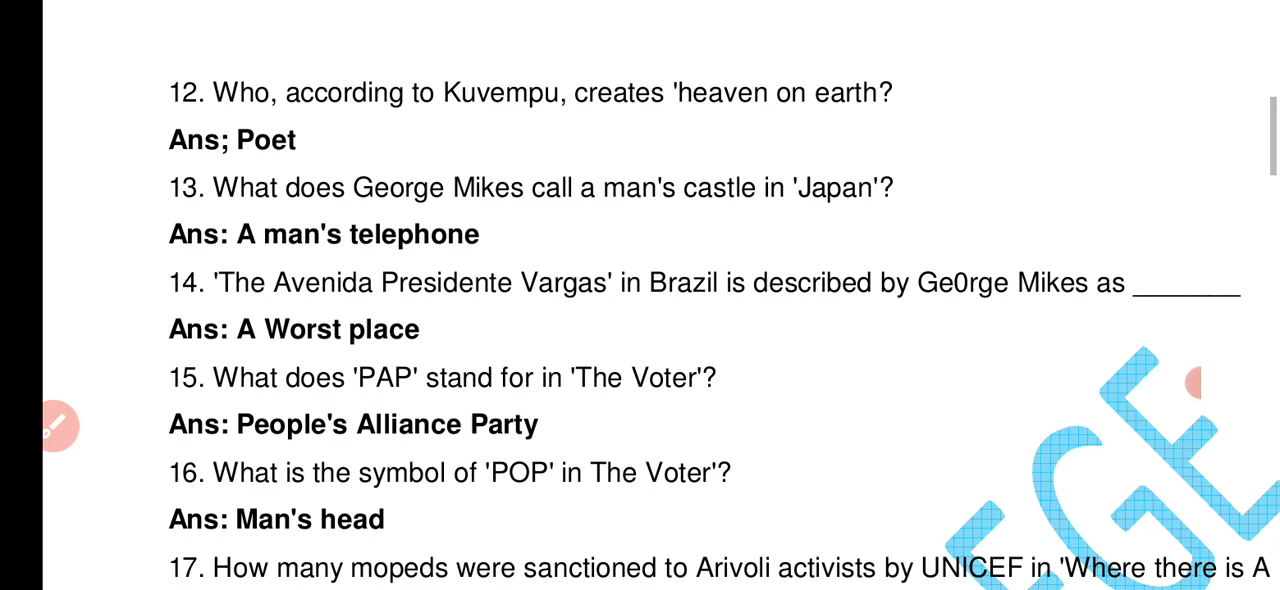 12. Who, according to Kuvempu, creates 'heaven on earth?
Ans; Poet
13. What does George Mikes call a man's castle in 'Japan'?
Ans: A man's telephone
14. 'The Avenida Presidente Vargas' in Brazil is described by Ge0rge Mikes as _______
Ans: A Worst place
15. What does 'PAP' stand for in 'The Voter'?
Ans: People's Alliance Party
16. What is the symbol of 'POP' in The Voter'?
Ans: Man's head
17. How many mopeds were sanctioned to Arivoli activists by UNICEF in 'Where there is A
EGE